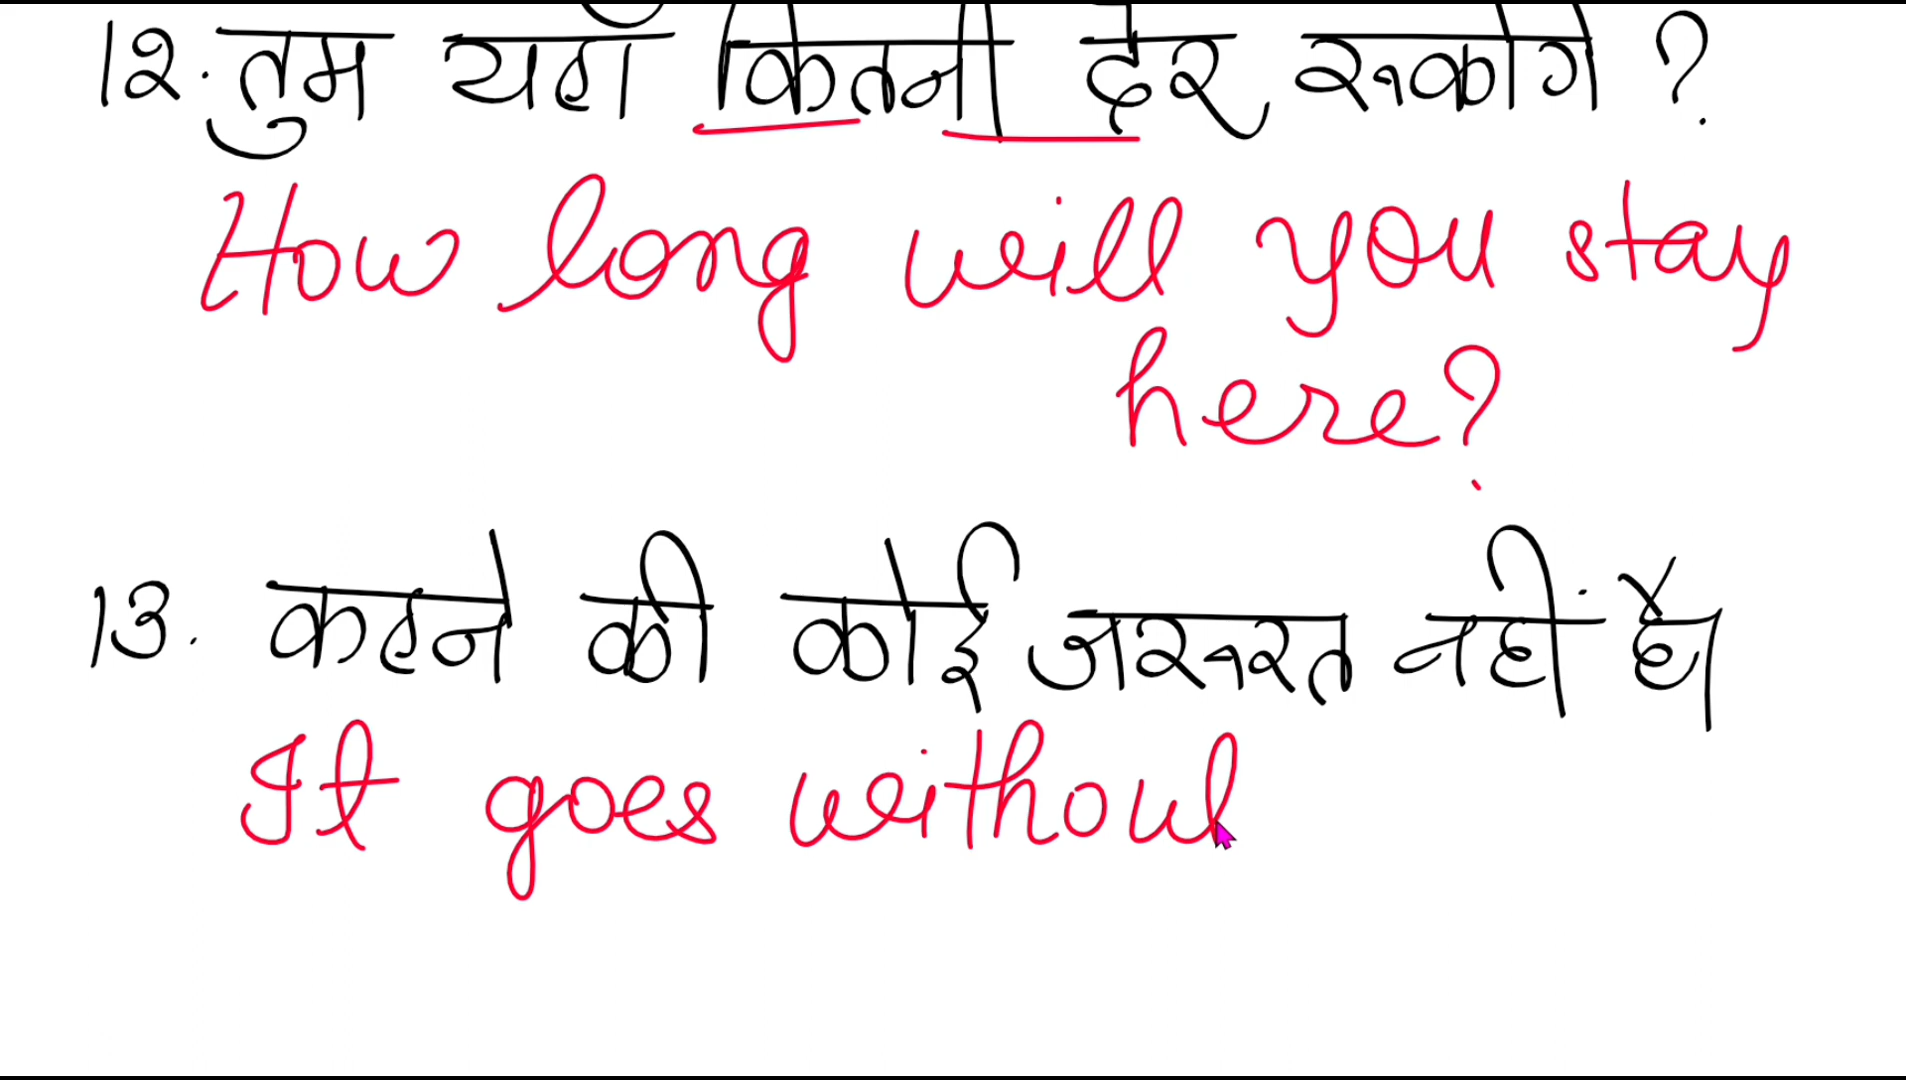 12. तुम यहाँ कितनी देर रूकोगे ?
How long will you stay
here?
13. कहने की कोई जरूरत नहीं है।
It goes without